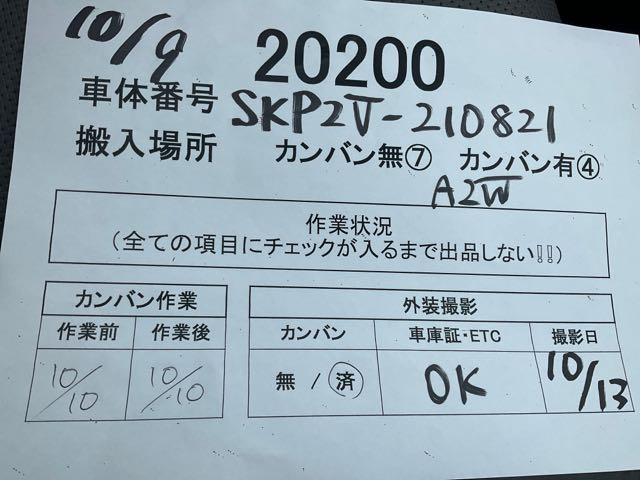 10/9 20200
車体番号 SKP2V-210821
搬入場所 カンバン無⑦ カンバン有④
A2W
作業状況
(全ての項目にチェックが入るまで出品しない!!)
カンバン作業 外装撮影
作業前 作業後 カンバン 車庫証・ETC 撮影日
10/10 10/10 無 / 済 OK 10/13